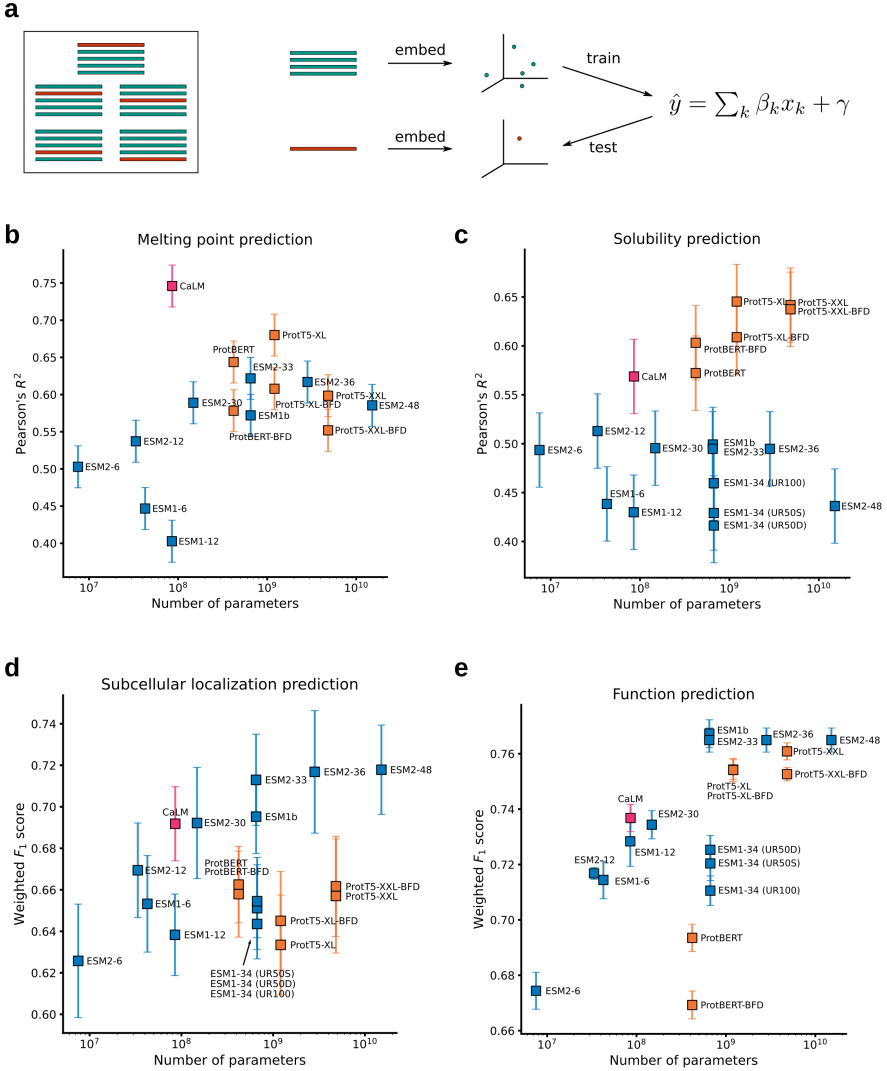 a
embed
train
ŷ = ∑k βkxk + γ
embed
test
b
Melting point prediction
Pearson's R²
0.75
0.70
0.65
0.60
0.55
0.50
0.45
0.40
CaLM
ProtT5-XL
ProtBERT
ESM2-33
ESM2-36
ProtT5-XXL
ESM2-30
ProtT5-XL-BFD
ESM2-48
ESM1b
ProtBERT-BFD
ProtT5-XXL-BFD
ESM2-12
ESM2-6
ESM1-6
ESM1-12
10⁷
10⁸
10⁹
10¹⁰
Number of parameters
c
Solubility prediction
Pearson's R²
0.65
0.60
0.55
0.50
0.45
0.40
ProtT5-XL
ProtT5-XXL
ProtT5-XXL-BFD
ProtT5-XL-BFD
ProtBERT-BFD
ProtBERT
CaLM
ESM2-12
ESM2-6
ESM2-30
ESM1b
ESM2-33
ESM2-36
ESM1-34 (UR100)
ESM1-6
ESM1-12
ESM1-34 (UR50S)
ESM1-34 (UR50D)
ESM2-48
10⁷
10⁸
10⁹
10¹⁰
Number of parameters
d
Subcellular localization prediction
Weighted F₁ score
0.74
0.72
0.70
0.68
0.66
0.64
0.62
0.60
ESM2-36
ESM2-48
ESM2-33
CaLM
ESM2-30
ESM1b
ESM2-12
ProtBERT
ProtBERT-BFD
ProtT5-XXL-BFD
ProtT5-XXL
ESM1-6
ProtT5-XL-BFD
ESM1-12
ProtT5-XL
ESM2-6
ESM1-34 (UR50S)
ESM1-34 (UR50D)
ESM1-34 (UR100)
10⁷
10⁸
10⁹
10¹⁰
Number of parameters
e
Function prediction
Weighted F₁ score
0.76
0.74
0.72
0.70
0.68
0.66
ESM1b
ESM2-33
ESM2-36
ESM2-48
ProtT5-XXL
ProtT5-XXL-BFD
ProtT5-XL
ProtT5-XL-BFD
CaLM
ESM2-30
ESM1-12
ESM2-12
ESM1-6
ESM1-34 (UR50D)
ESM1-34 (UR50S)
ESM1-34 (UR100)
ProtBERT
ESM2-6
ProtBERT-BFD
10⁷
10⁸
10⁹
10¹⁰
Number of parameters